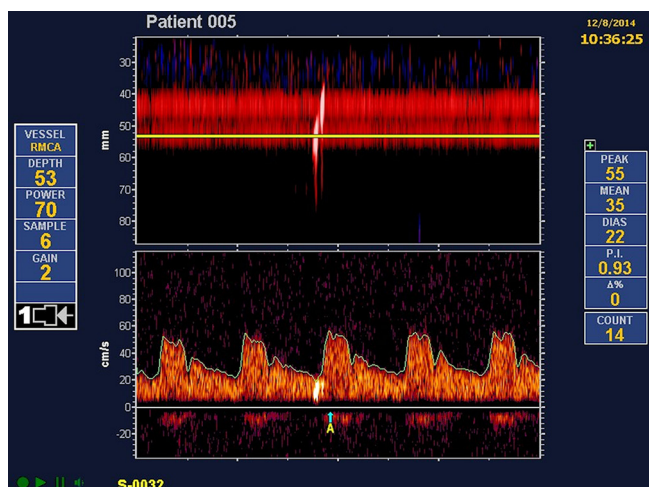 Patient 005
12/8/2014
10:36:25
VESSEL
RMCA
DEPTH
53
POWER
70
SAMPLE
6
GAIN
2
1
mm
30
40
50
60
70
80
cm/s
100
80
60
40
20
0
-20
A
+
PEAK
55
MEAN
35
DIAS
22
P.I.
0.93
Δ%
0
COUNT
14
S-0032